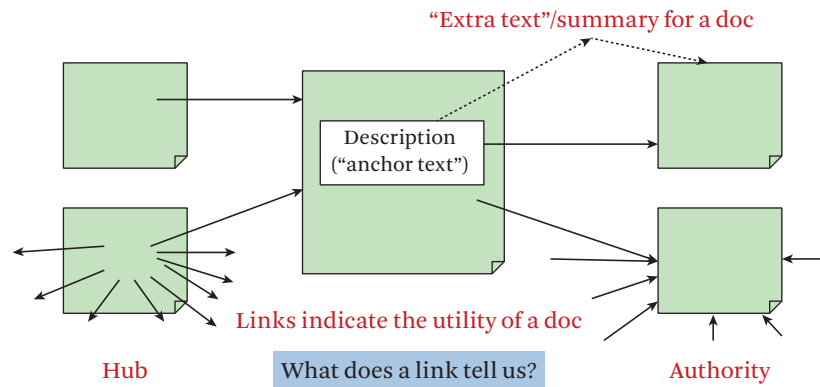 “Extra text”/summary for a doc
Description
(“anchor text”)
Links indicate the utility of a doc
Hub
What does a link tell us?
Authority